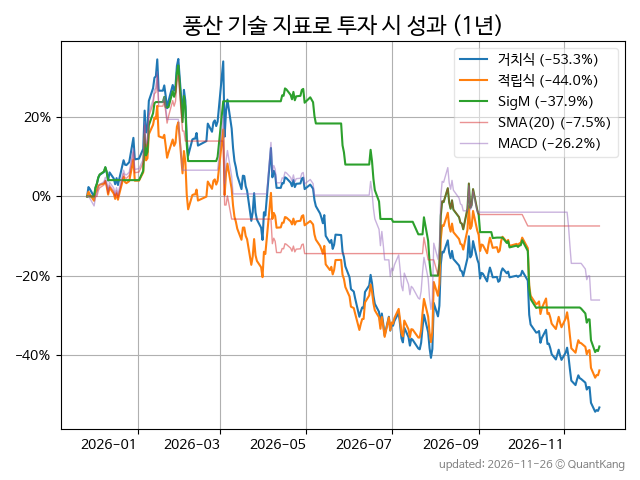 풍산 기술 지표로 투자 시 성과 (1년)
거치식 (−53.3%)
적립식 (−44.0%)
SigM (−37.9%)
SMA(20) (−7.5%)
MACD (−26.2%)
20%
0%
−20%
−40%
2026-01 2026-03 2026-05 2026-07 2026-09 2026-11
updated: 2026-11-26 © QuantKang